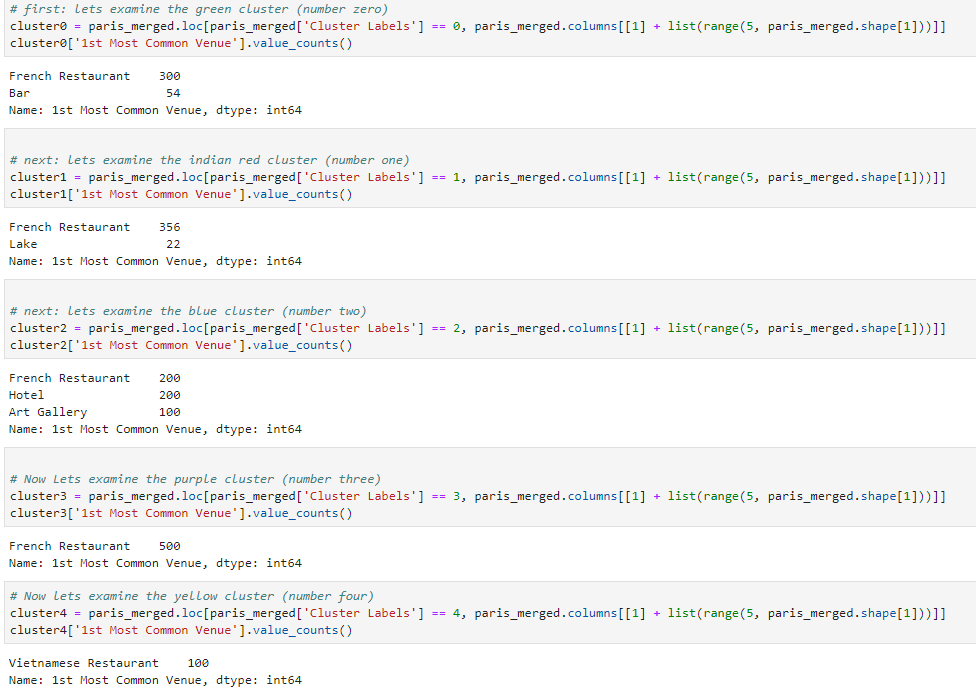 # first: lets examine the green cluster (number zero)
cluster0 = paris_merged.loc[paris_merged['Cluster Labels'] == 0, paris_merged.columns[[1] + list(range(5, paris_merged.shape[1]))]]
cluster0['1st Most Common Venue'].value_counts()
French Restaurant    300
Bar                   54
Name: 1st Most Common Venue, dtype: int64
# next: lets examine the indian red cluster (number one)
cluster1 = paris_merged.loc[paris_merged['Cluster Labels'] == 1, paris_merged.columns[[1] + list(range(5, paris_merged.shape[1]))]]
cluster1['1st Most Common Venue'].value_counts()
French Restaurant    356
Lake                  22
Name: 1st Most Common Venue, dtype: int64
# next: lets examine the blue cluster (number two)
cluster2 = paris_merged.loc[paris_merged['Cluster Labels'] == 2, paris_merged.columns[[1] + list(range(5, paris_merged.shape[1]))]]
cluster2['1st Most Common Venue'].value_counts()
French Restaurant    200
Hotel                200
Art Gallery          100
Name: 1st Most Common Venue, dtype: int64
# Now Lets examine the purple cluster (number three)
cluster3 = paris_merged.loc[paris_merged['Cluster Labels'] == 3, paris_merged.columns[[1] + list(range(5, paris_merged.shape[1]))]]
cluster3['1st Most Common Venue'].value_counts()
French Restaurant    500
Name: 1st Most Common Venue, dtype: int64
# Now lets examine the yellow cluster (number four)
cluster4 = paris_merged.loc[paris_merged['Cluster Labels'] == 4, paris_merged.columns[[1] + list(range(5, paris_merged.shape[1]))]]
cluster4['1st Most Common Venue'].value_counts()
Vietnamese Restaurant    100
Name: 1st Most Common Venue, dtype: int64